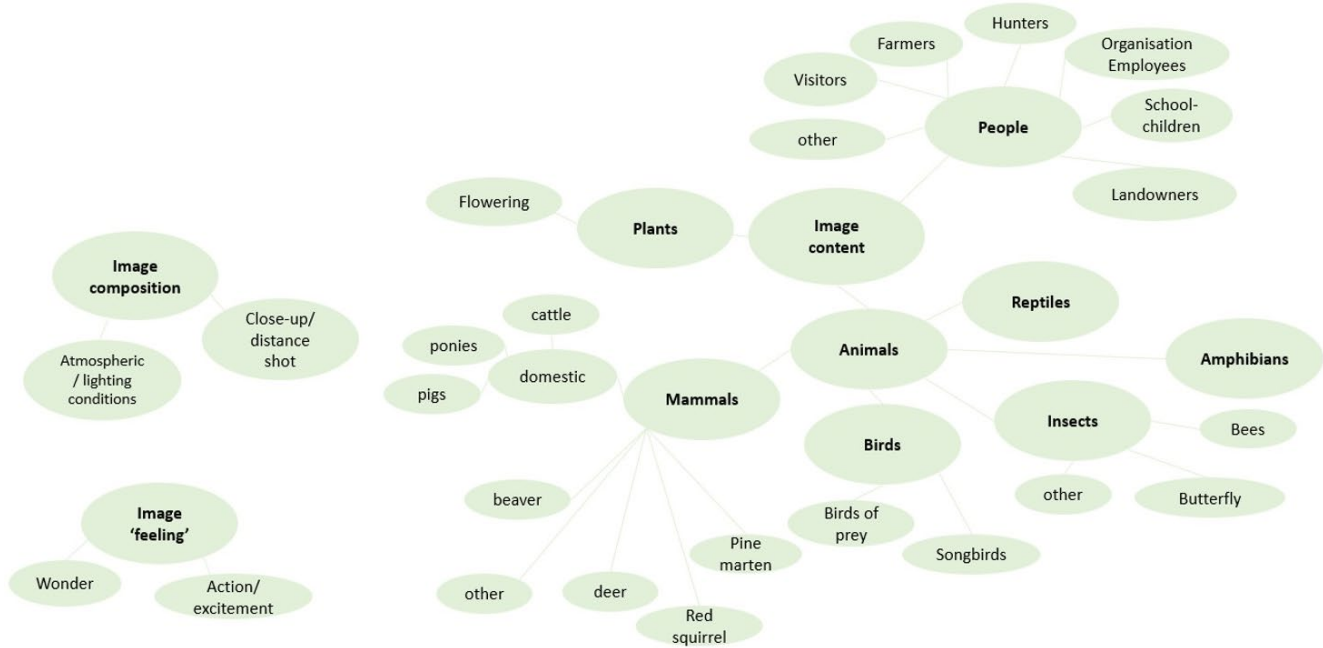 Hunters
Farmers
Organisation
Employees
Visitors
School-
children
People
other
Landowners
Flowering
Plants
Image
content
Image
composition
Reptiles
Close-up/
distance
shot
cattle
ponies
Animals
Amphibians
Atmospheric
/ lighting
conditions
domestic
pigs
Mammals
Insects
Bees
Birds
beaver
other
Butterfly
Image
‘feeling’
Birds of
prey
Pine
marten
Songbirds
Wonder
Action/
excitement
other
deer
Red
squirrel